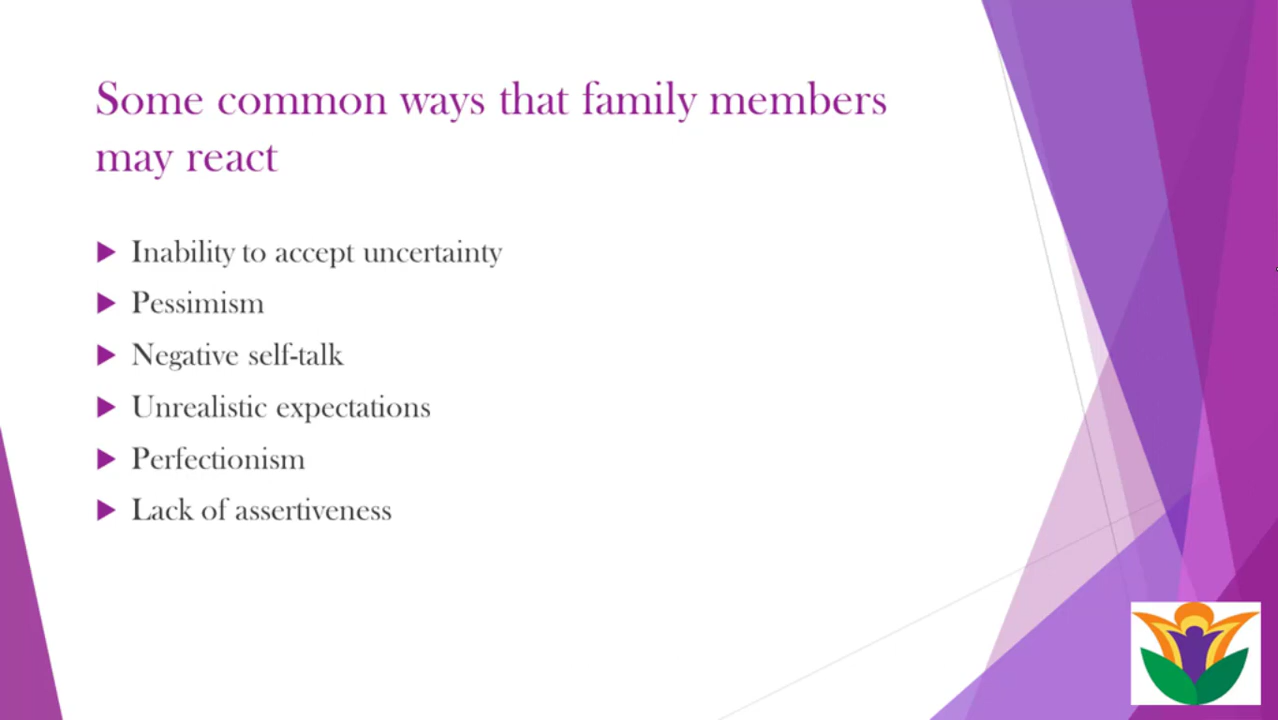 Some common ways that family members
may react
Inability to accept uncertainty
Pessimism
Negative self-talk
Unrealistic expectations
Perfectionism
Lack of assertiveness